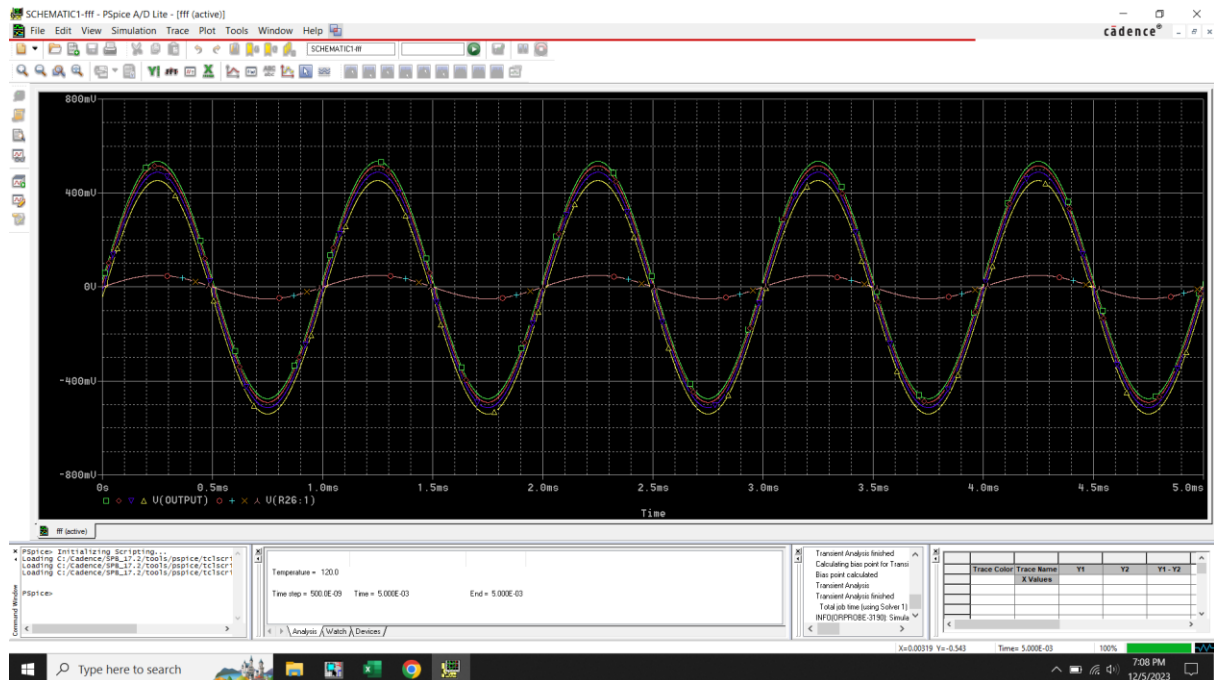 SCHEMATIC1-fff - PSpice A/D Lite - [fff (active)]
File Edit View Simulation Trace Plot Tools Window Help
cādence®
SCHEMATIC1-fff
800mV
400mV
0V
-400mV
-800mV
0s 0.5ms 1.0ms 1.5ms 2.0ms 2.5ms 3.0ms 3.5ms 4.0ms 4.5ms 5.0ms
V(OUTPUT) V(R26:1)
Time
fff (active)
Command Window
PSpice> Initializing Scripting...
Loading C:/Cadence/SPB_17.2/tools/pspice/tclscri
Loading C:/Cadence/SPB_17.2/tools/pspice/tclscri
Loading C:/Cadence/SPB_17.2/tools/pspice/tclscri
PSpice>
Temperature = 120.0
Time step = 500.0E-09 Time = 5.000E-03 End = 5.000E-03
Analysis Watch Devices
Transient Analysis finished
Calculating bias point for Transi
Bias point calculated
Transient Analysis
Transient Analysis finished
Total job time (using Solver 1)
INFO(ORPROBE-3190): Simula
Trace Color Trace Name Y1 Y2 Y1 - Y2
X Values
X=0.00319 Y=-0.543 Time= 5.000E-03 100%
Type here to search
7:08 PM
12/5/2023